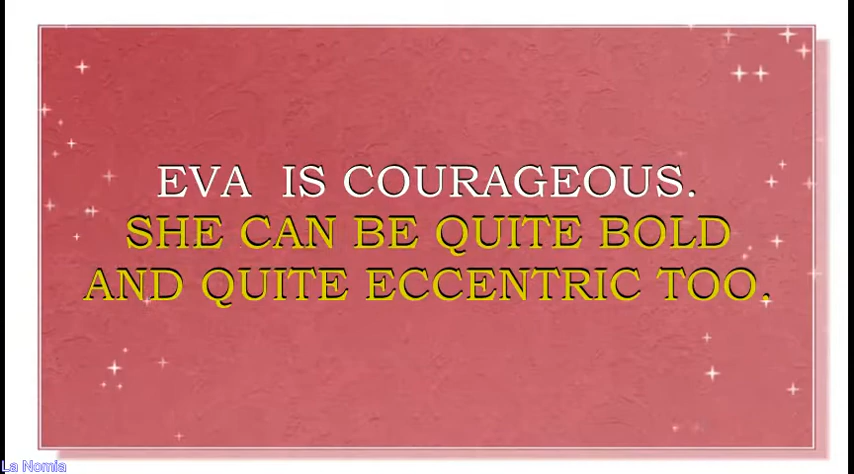 EVA IS COURAGEOUS.
SHE CAN BE QUITE BOLD
AND QUITE ECCENTRIC TOO.
La Nomia